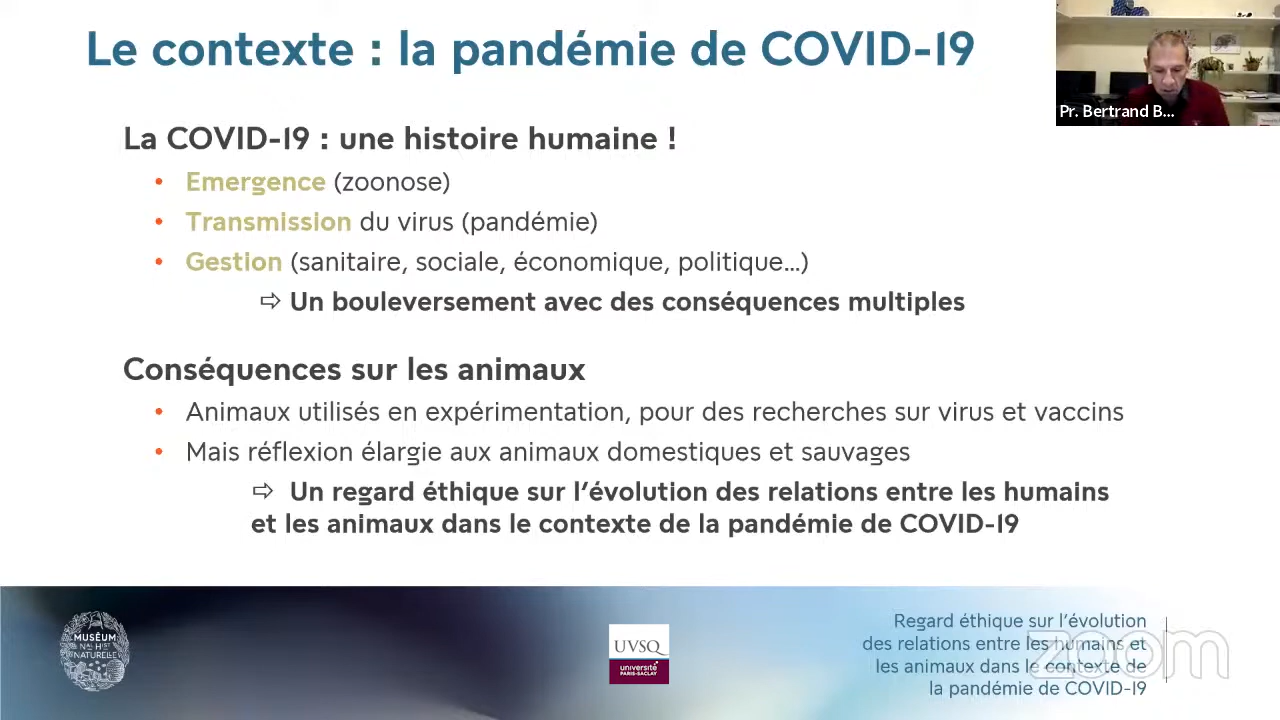 Le contexte : la pandémie de COVID-19
Pr. Bertrand B...
La COVID-19 : une histoire humaine !
• Emergence (zoonose)
• Transmission du virus (pandémie)
• Gestion (sanitaire, sociale, économique, politique...)
⇨ Un bouleversement avec des conséquences multiples
Conséquences sur les animaux
• Animaux utilisés en expérimentation, pour des recherches sur virus et vaccins
• Mais réflexion élargie aux animaux domestiques et sauvages
⇨ Un regard éthique sur l'évolution des relations entre les humains
et les animaux dans le contexte de la pandémie de COVID-19
MUSÉUM
NAL HIST
NATURELLE
UVSQ
université
PARIS-SACLAY
Regard éthique sur l'évolution
des relations entre les humains et
les animaux dans le contexte de
la pandémie de COVID-19
zoom